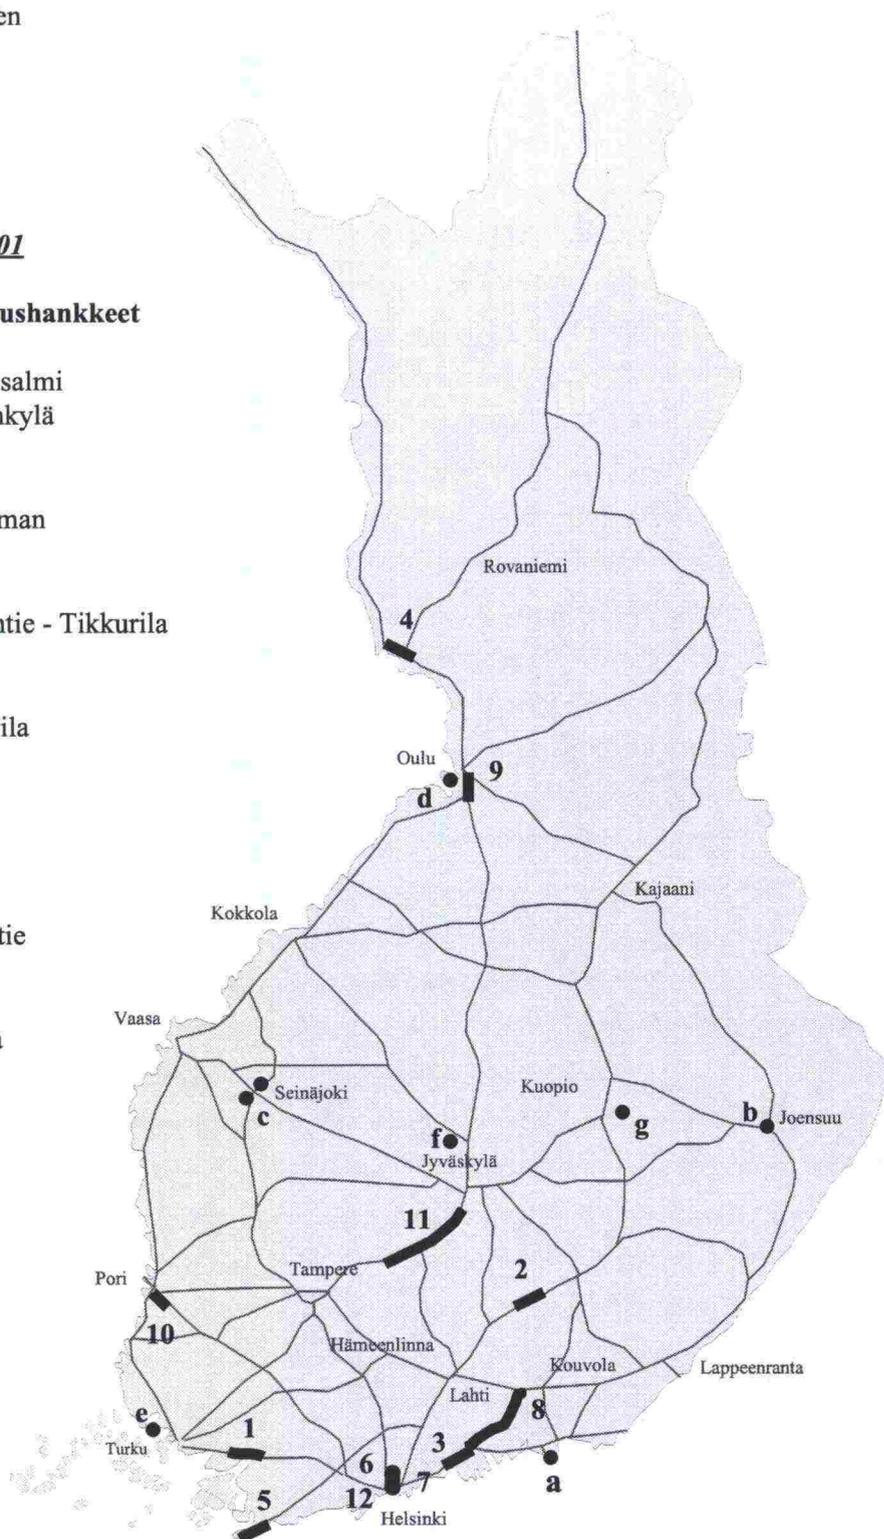 en
01
ushankkeet
salmi
nkylä
man
Rovaniemi
ntie - Tikkurila
4
ila
Oulu
9
d
Kajaani
Kokkola
tie
Vaasa
a
Kuopio
Seinäjoki
c
g
b
Joensuu
f
Jyväskylä
11
Tampere
2
Pori
10
Hämeenlinna
Kouvola
Lappeenranta
Lahti
8
e
1
3
Turku
6
7
a
12
5
Helsinki